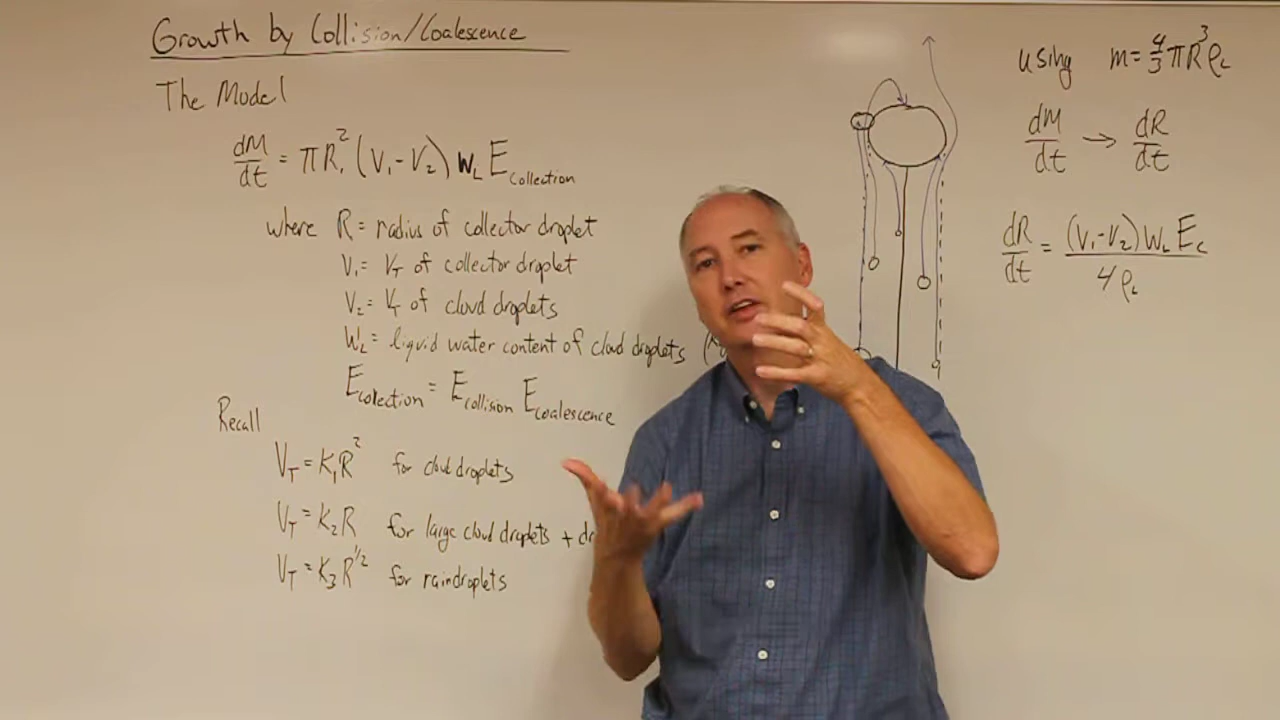 Growth by Collision/Coalescence
The Model
dM/dt = πR₁² (V₁-V₂) W_L E_Collection
where R = radius of collector droplet
V₁ = V_T of collector droplet
V₂ = V_T of cloud droplets
W_L = liquid water content of cloud droplets
E_Collection = E_Collision E_Coalescence
Recall
V_T = K₁R² for cloud droplets
V_T = K₂R for large cloud droplets +
V_T = K₃R^1/2 for raindroplets
using m = 4/3 πR³ρ_L
dM/dt → dR/dt
dR/dt = (V₁-V₂) W_L E_C / 4ρ_L